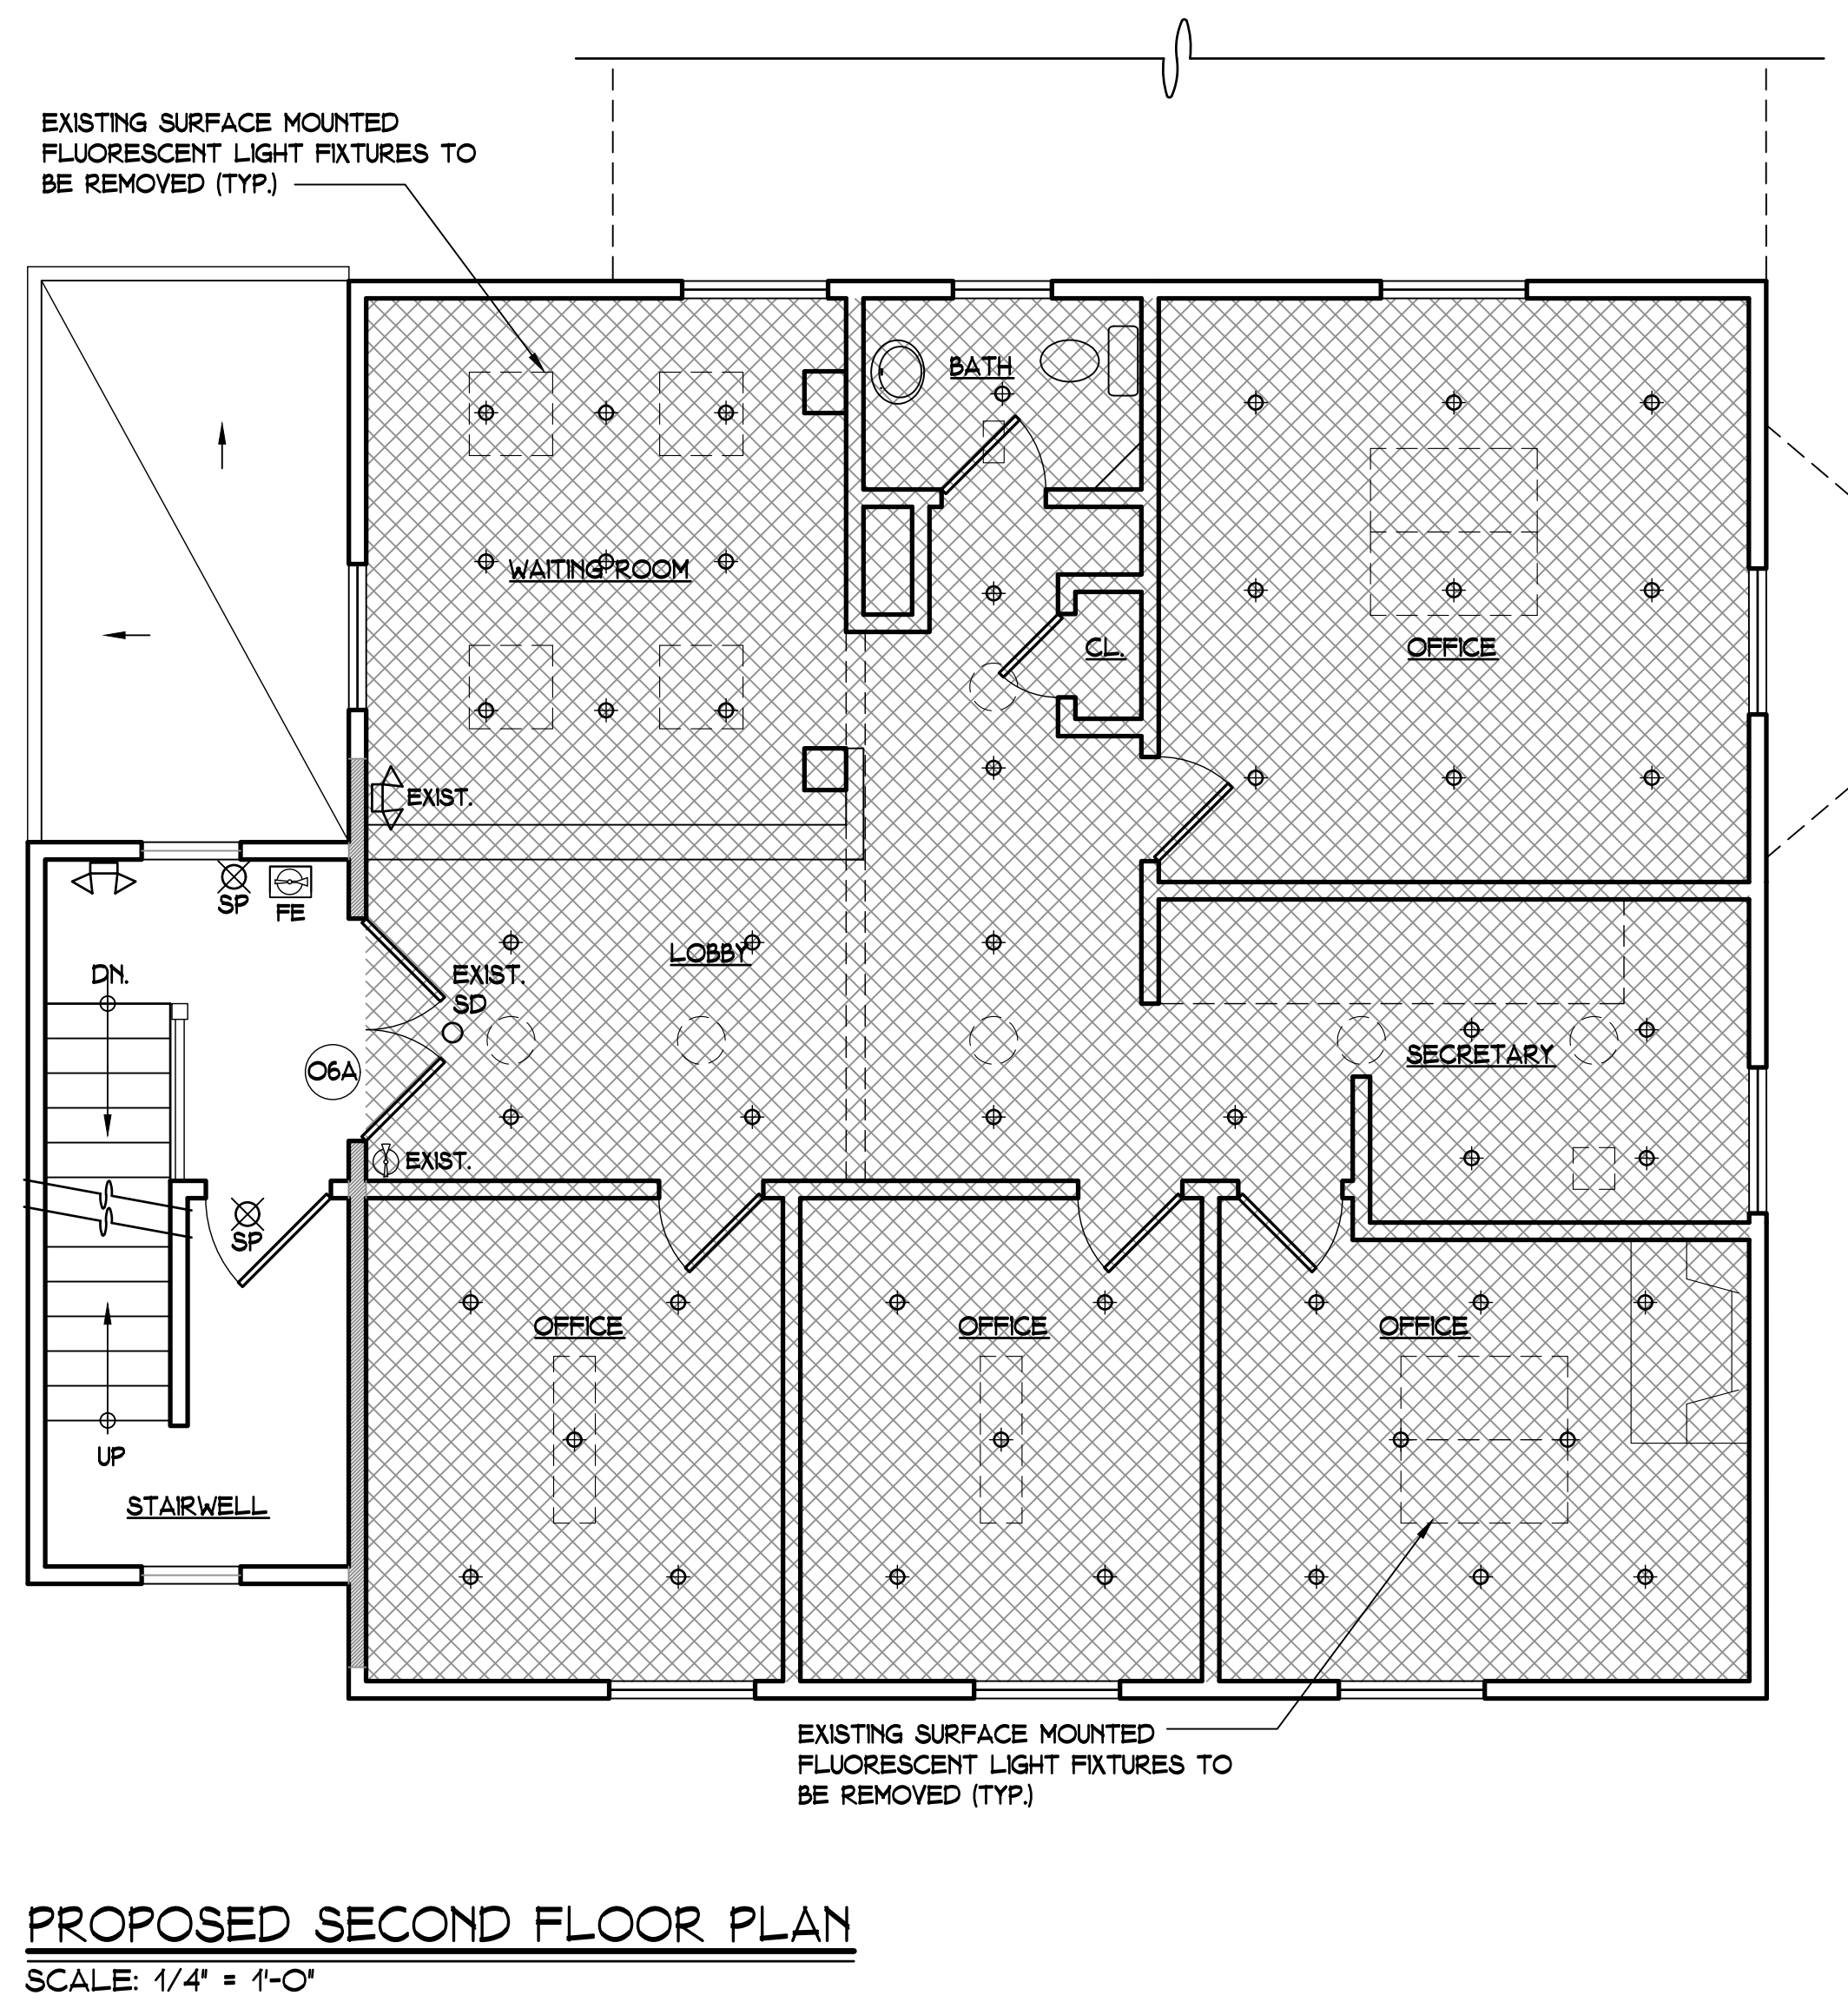 EXISTING SURFACE MOUNTED
FLUORESCENT LIGHT FIXTURES TO
BE REMOVED (TYP.)
BATH
WAITING ROOM
CL.
OFFICE
EXIST.
SP
FE
LOBBY
DN.
EXIST.
SD
06A
SECRETARY
EXIST.
SP
OFFICE
OFFICE
OFFICE
UP
STAIRWELL
EXISTING SURFACE MOUNTED
FLUORESCENT LIGHT FIXTURES TO
BE REMOVED (TYP.)
PROPOSED SECOND FLOOR PLAN
SCALE: 1/4" = 1'-0"